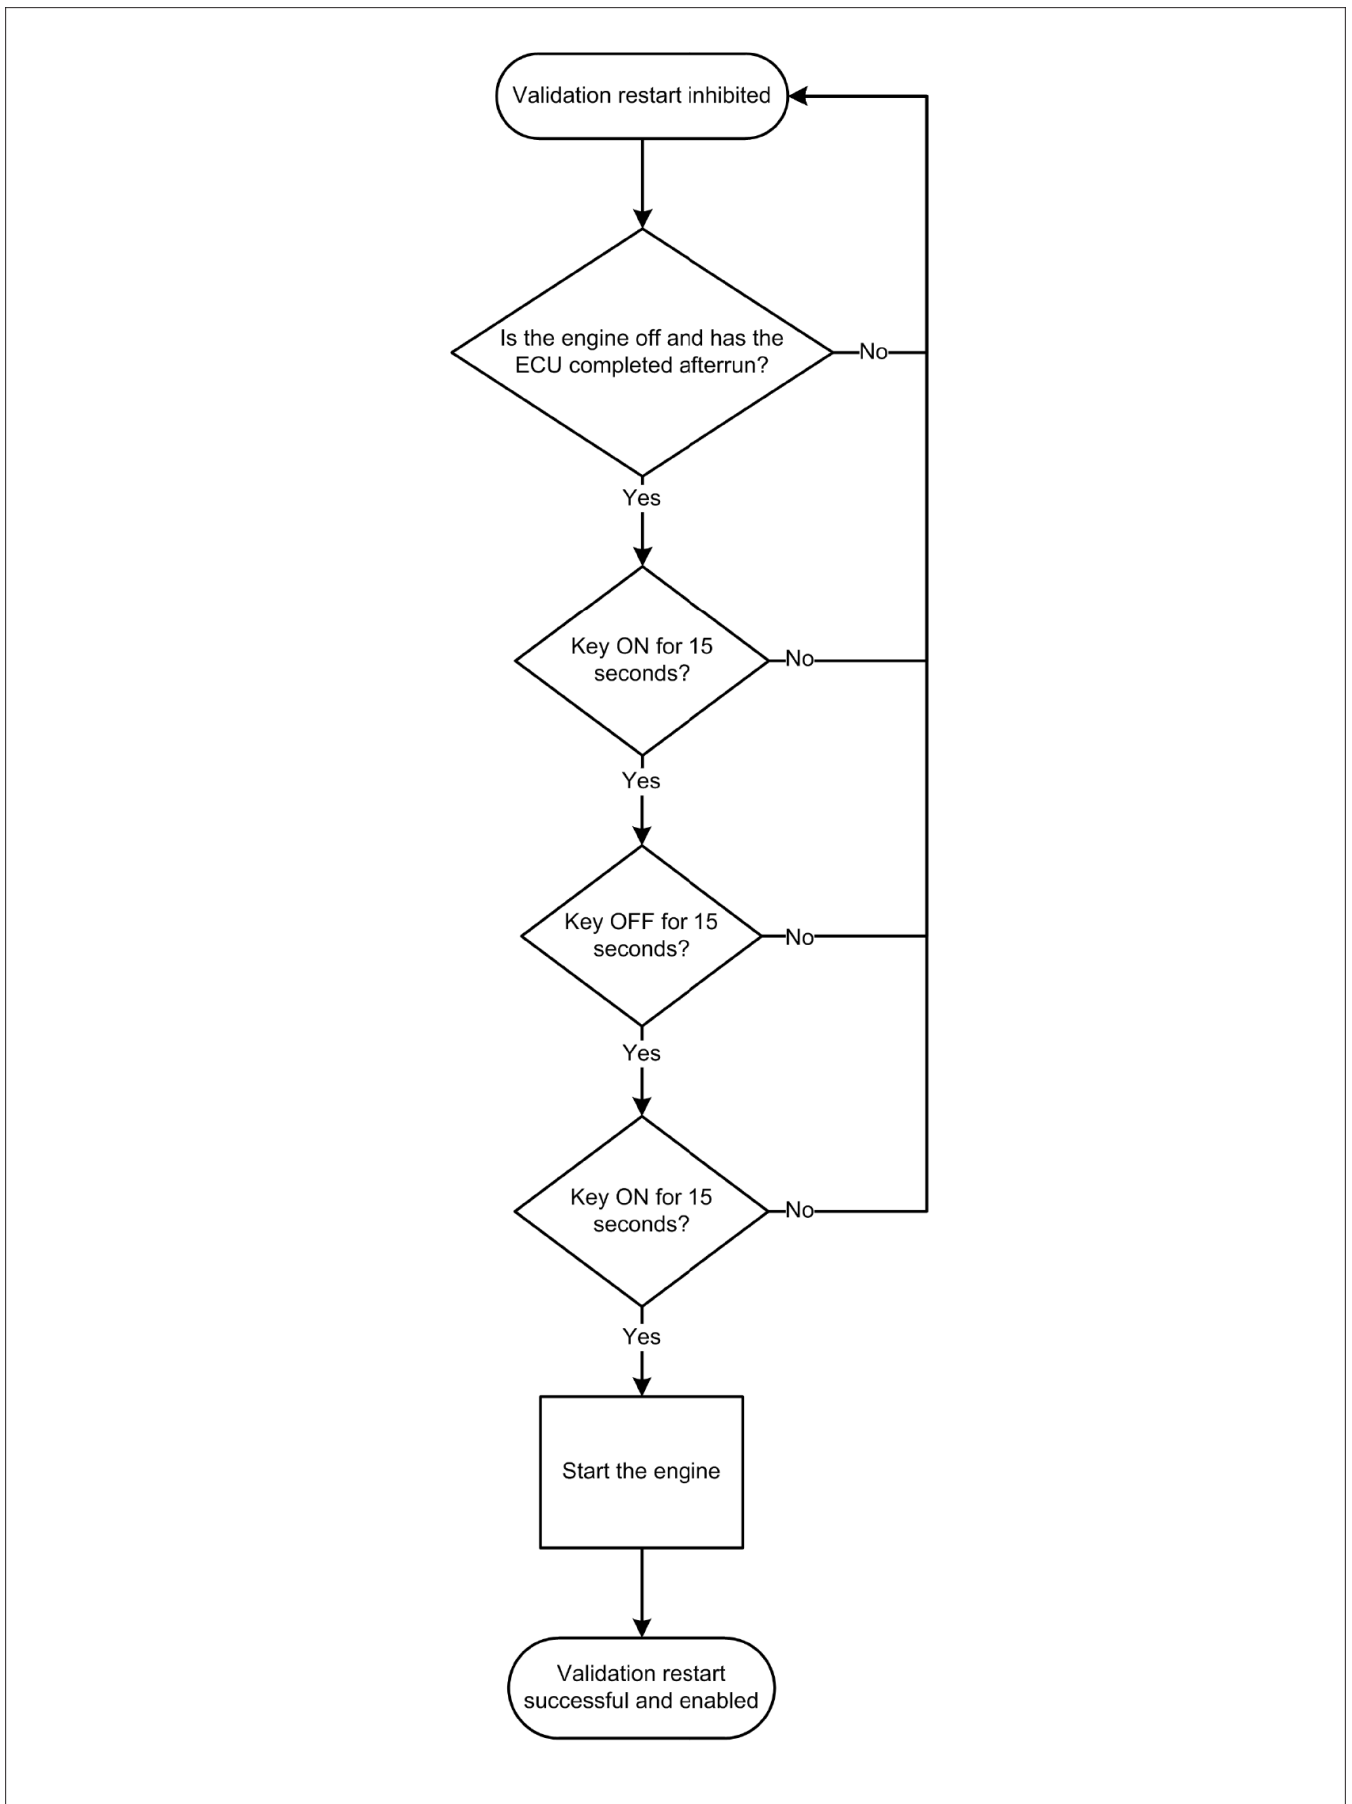 Validation restart inhibited
Is the engine off and has the
ECU completed afterrun?
No
Yes
Key ON for 15
seconds?
No
Yes
Key OFF for 15
seconds?
No
Yes
Key ON for 15
seconds?
No
Yes
Start the engine
Validation restart
successful and enabled